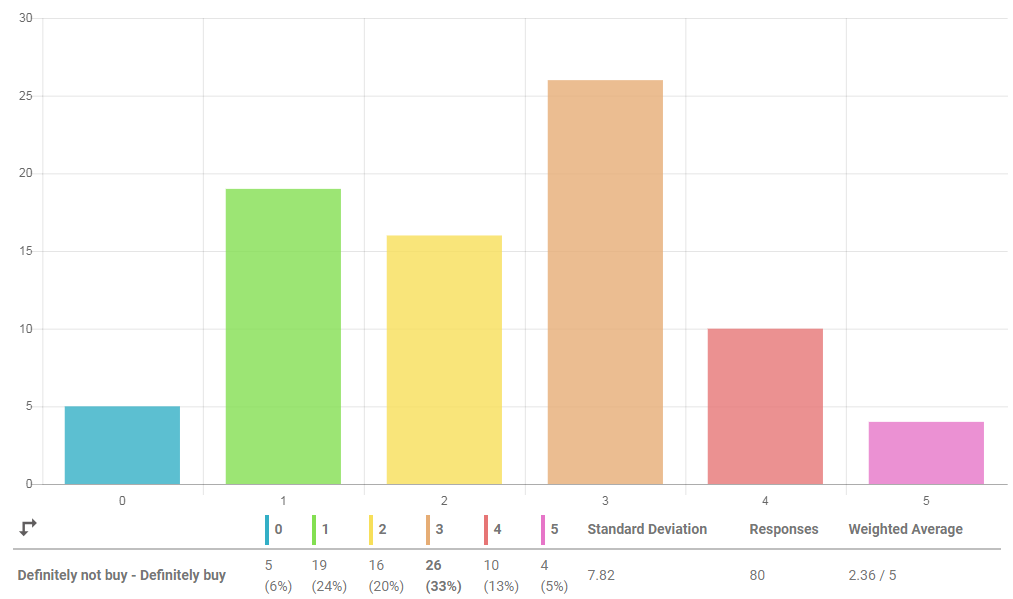 30
25
20
15
10
5
0
0 1 2 3 4 5
0 1 2 3 4 5 Standard Deviation Responses Weighted Average
Definitely not buy - Definitely buy 5 19 16 26 10 4 7.82 80 2.36 / 5
(6%) (24%) (20%) (33%) (13%) (5%)